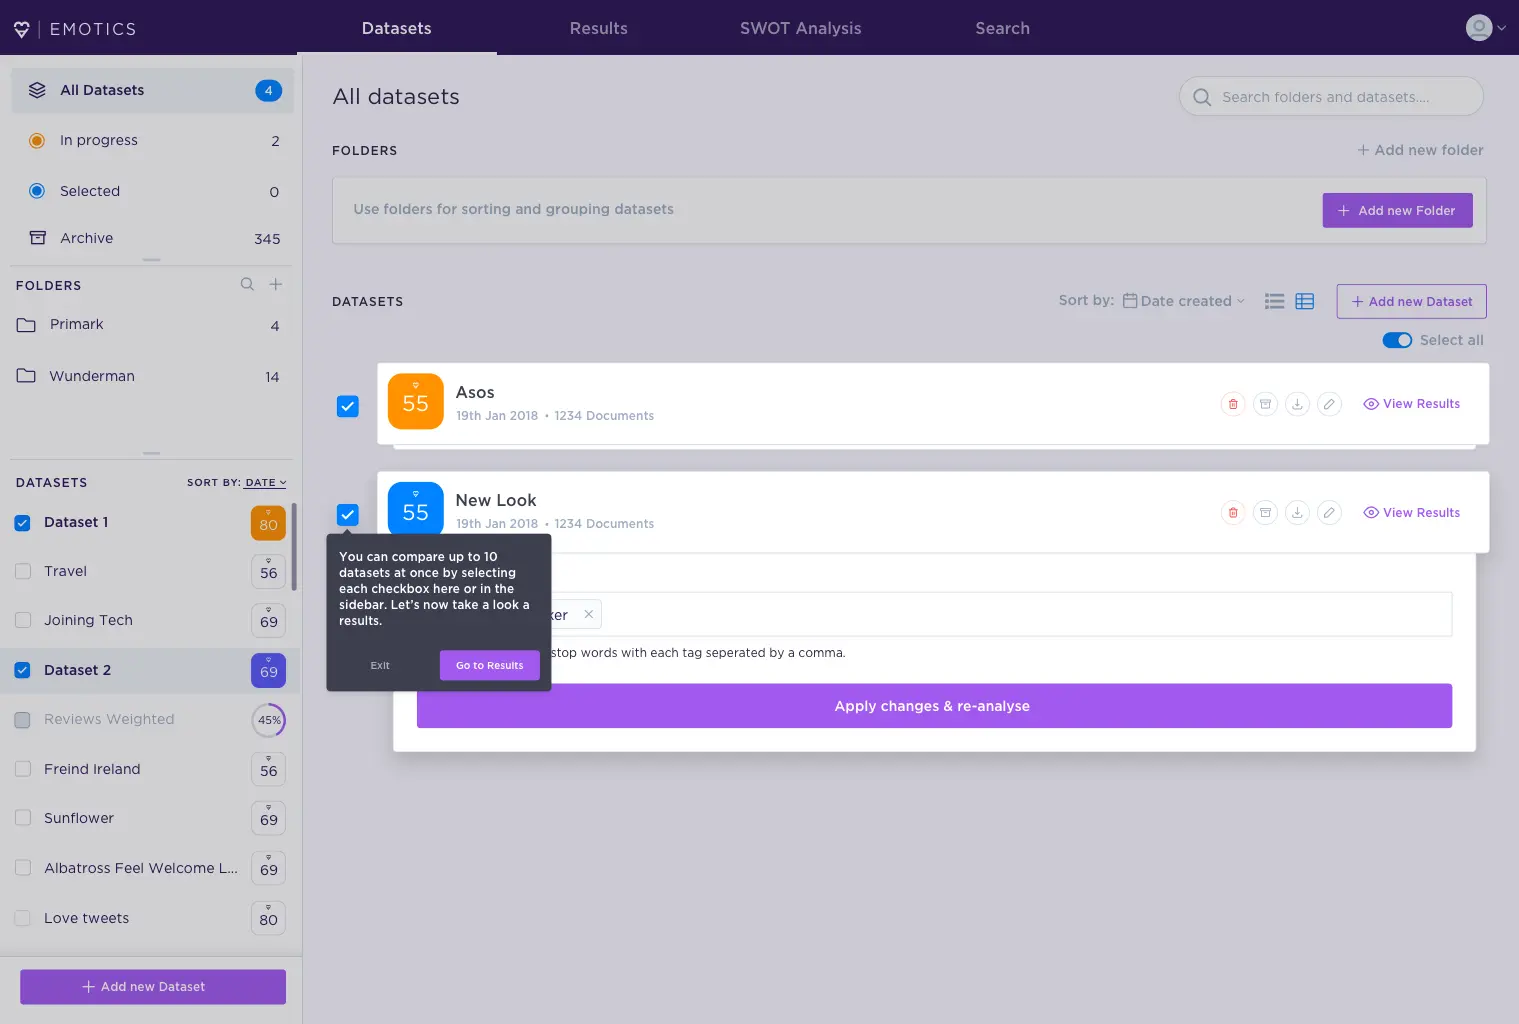 EMOTICS
Datasets
Results
SWOT Analysis
Search
All Datasets
4
In progress
2
Selected
0
Archive
345
FOLDERS
Primark
4
Wunderman
14
DATASETS
SORT BY: DATE
Dataset 1
80
Travel
56
Joining Tech
69
Dataset 2
69
Reviews Weighted
45%
Freind Ireland
56
Sunflower
69
Albatross Feel Welcome L...
69
Love tweets
80
+ Add new Dataset
All datasets
Search folders and datasets....
FOLDERS
+ Add new folder
Use folders for sorting and grouping datasets
+ Add new Folder
DATASETS
Sort by: Date created
+ Add new Dataset
Select all
55
Asos
19th Jan 2018 • 1234 Documents
View Results
55
New Look
19th Jan 2018 • 1234 Documents
View Results
You can compare up to 10
datasets at once by selecting
each checkbox here or in the
sidebar. Let's now take a look a
results.
Exit
Go to Results
ker ×
stop words with each tag seperated by a comma.
Apply changes & re-analyse